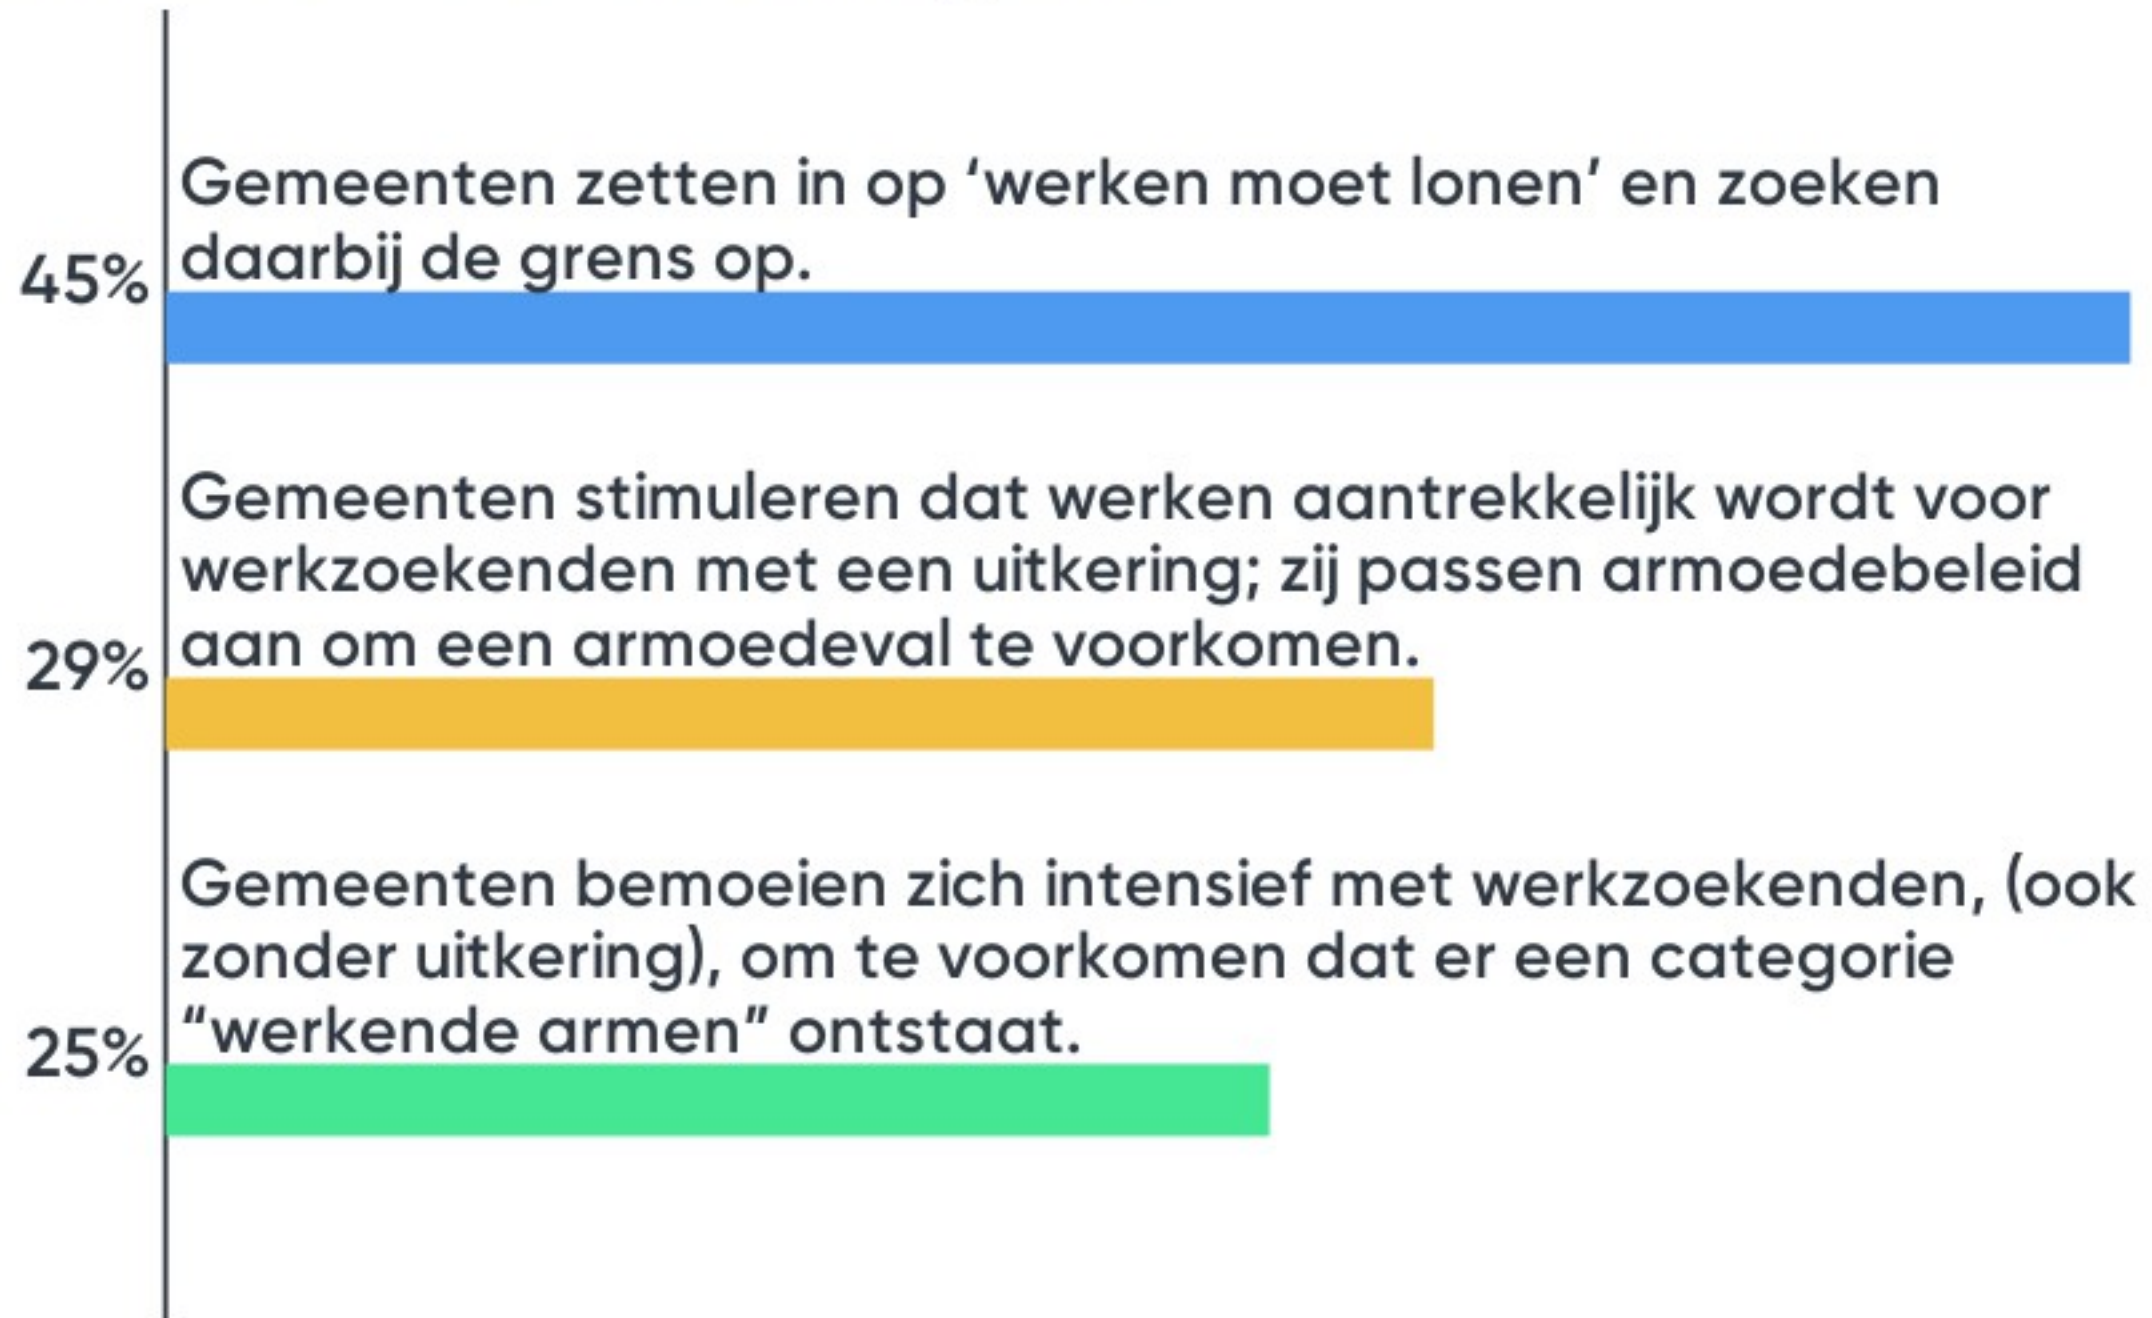 Gemeenten zetten in op ‘werken moet lonen’ en zoeken
daarbij de grens op.
45%
Gemeenten stimuleren dat werken aantrekkelijk wordt voor
werkzoekenden met een uitkering; zij passen armoedebeleid
aan om een armoedeval te voorkomen.
29%
Gemeenten bemoeien zich intensief met werkzoekenden, (ook
zonder uitkering), om te voorkomen dat er een categorie
“werkende armen” ontstaat.
25%